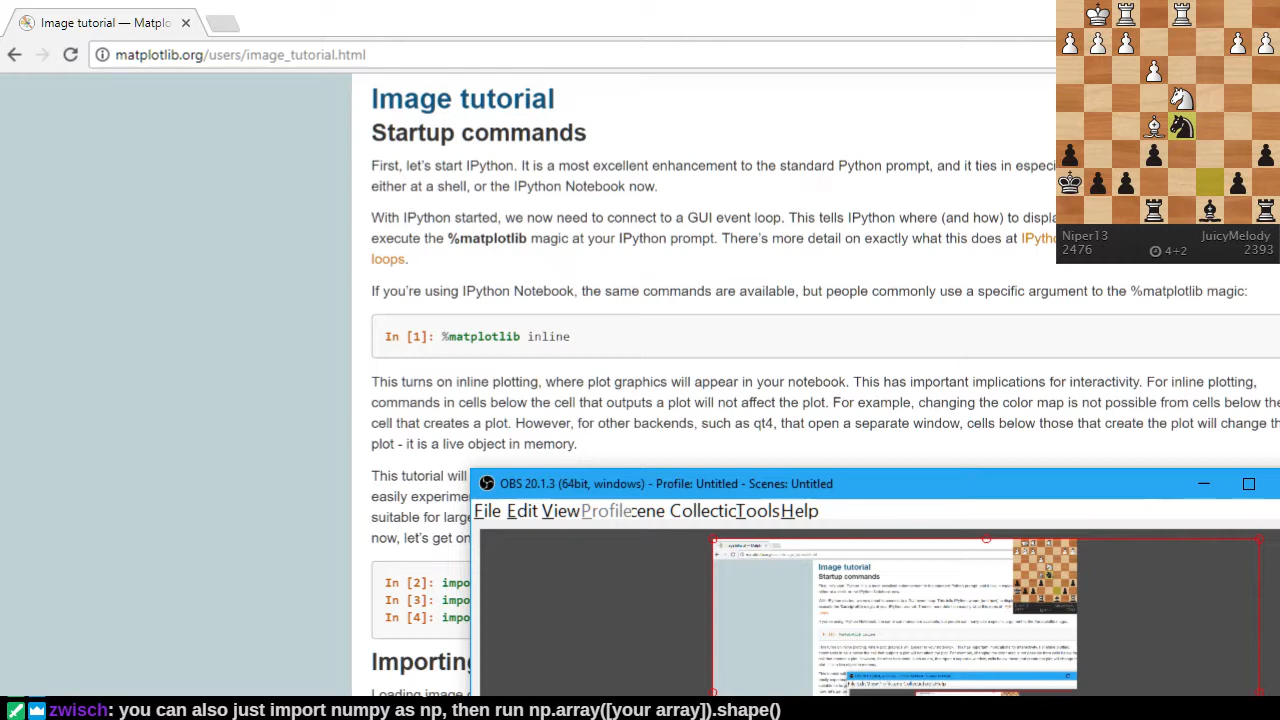 Image tutorial — Matplo
matplotlib.org/users/image_tutorial.html
Image tutorial
Startup commands
First, let's start IPython. It is a most excellent enhancement to the standard Python prompt, and it ties in especi
either at a shell, or the IPython Notebook now.
With IPython started, we now need to connect to a GUI event loop. This tells IPython where (and how) to displa
execute the %matplotlib magic at your IPython prompt. There's more detail on exactly what this does at IPytho
loops.
If you're using IPython Notebook, the same commands are available, but people commonly use a specific argument to the %matplotlib magic:
In [1]: %matplotlib inline
This turns on inline plotting, where plot graphics will appear in your notebook. This has important implications for interactivity. For inline plotting,
commands in cells below the cell that outputs a plot will not affect the plot. For example, changing the color map is not possible from cells below the
cell that creates a plot. However, for other backends, such as qt4, that open a separate window, cells below those that create the plot will change th
plot - it is a live object in memory.
This tutorial will
easily experime
suitable for large
now, let's get on
In [2]: impo
In [3]: impo
In [4]: impo
Importing
Niper13
2476
4+2
JuicyMelody
2393
OBS 20.1.3 (64bit, windows) - Profile: Untitled - Scenes: Untitled
File Edit View Profile cene Collectic Tools Help
Image tutorial
Startup commands
zwisch: you can also just import numpy as np, then run np.array([your array]).shape()